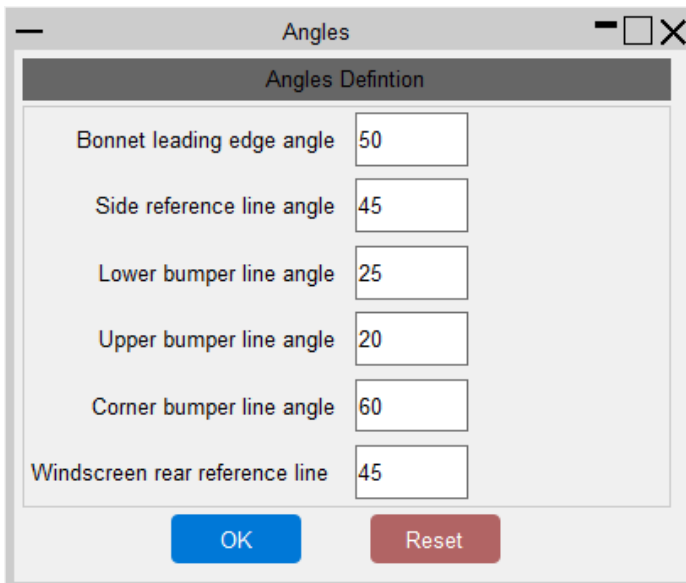 Angles
Angles Defintion
Bonnet leading edge angle 50
Side reference line angle 45
Lower bumper line angle 25
Upper bumper line angle 20
Corner bumper line angle 60
Windscreen rear reference line 45
OK Reset